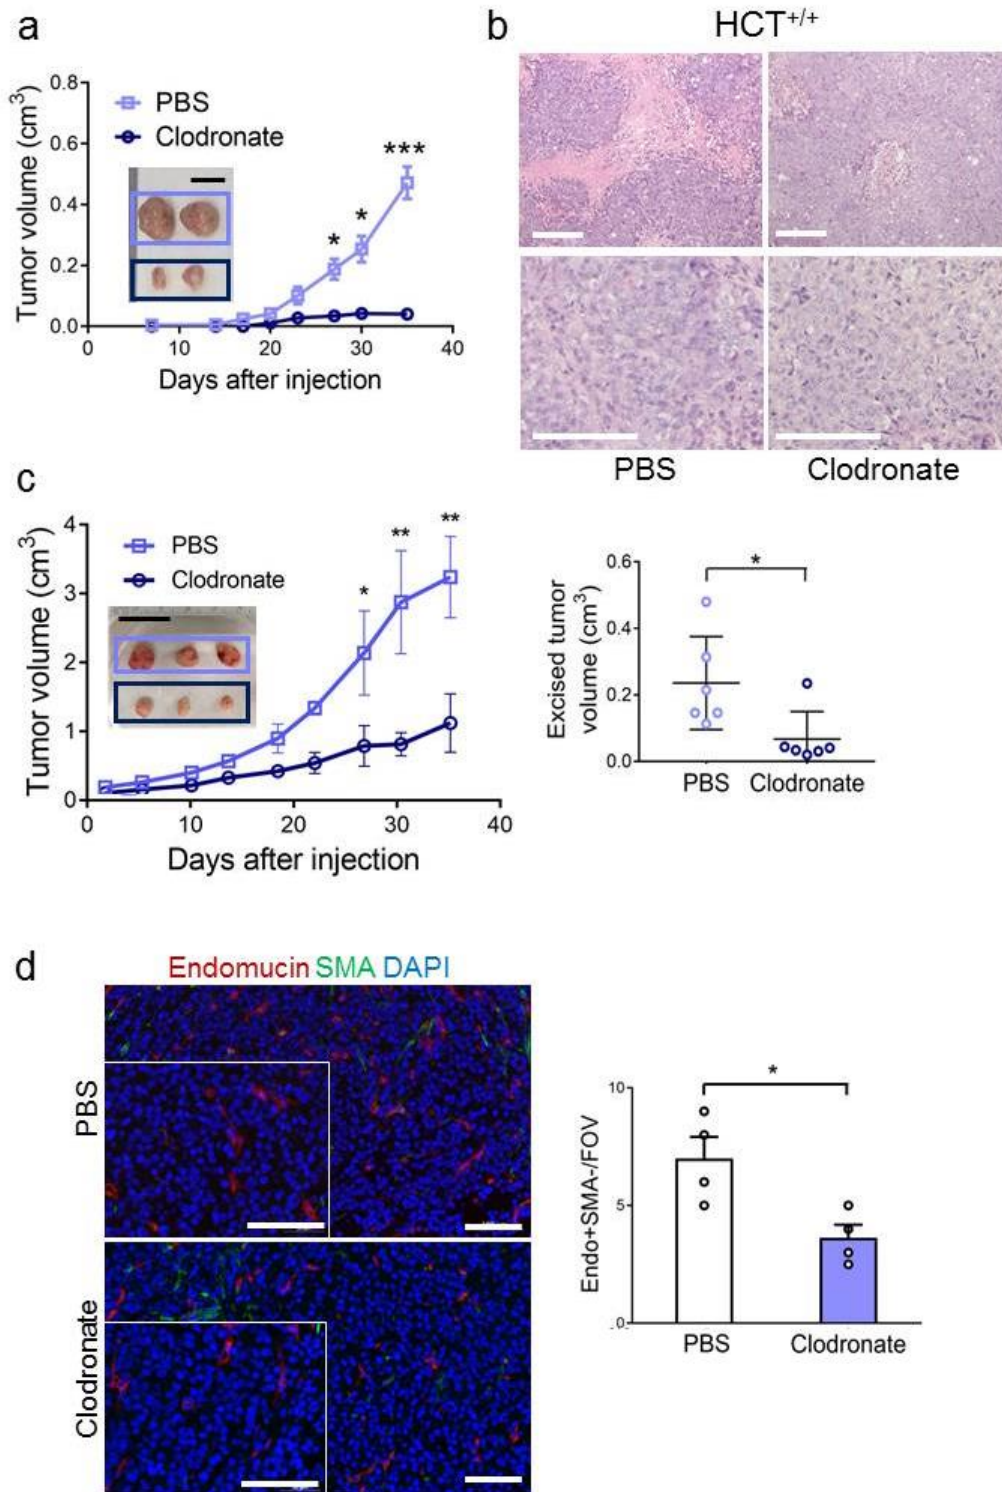 a
Tumor volume (cm³)
0.8
0.6
0.4
0.2
0.0
PBS
Clodronate
*
*
***
0
10
20
30
40
Days after injection
b
HCT⁺/⁺
PBS
Clodronate
c
Tumor volume (cm³)
4
3
2
1
0
PBS
Clodronate
*
**
**
0
10
20
30
40
Days after injection
Excised tumor
volume (cm³)
0.6
0.4
0.2
0.0
*
PBS
Clodronate
d
Endomucin SMA DAPI
PBS
Clodronate
Endo+SMA-/FOV
10
5
0
*
PBS
Clodronate